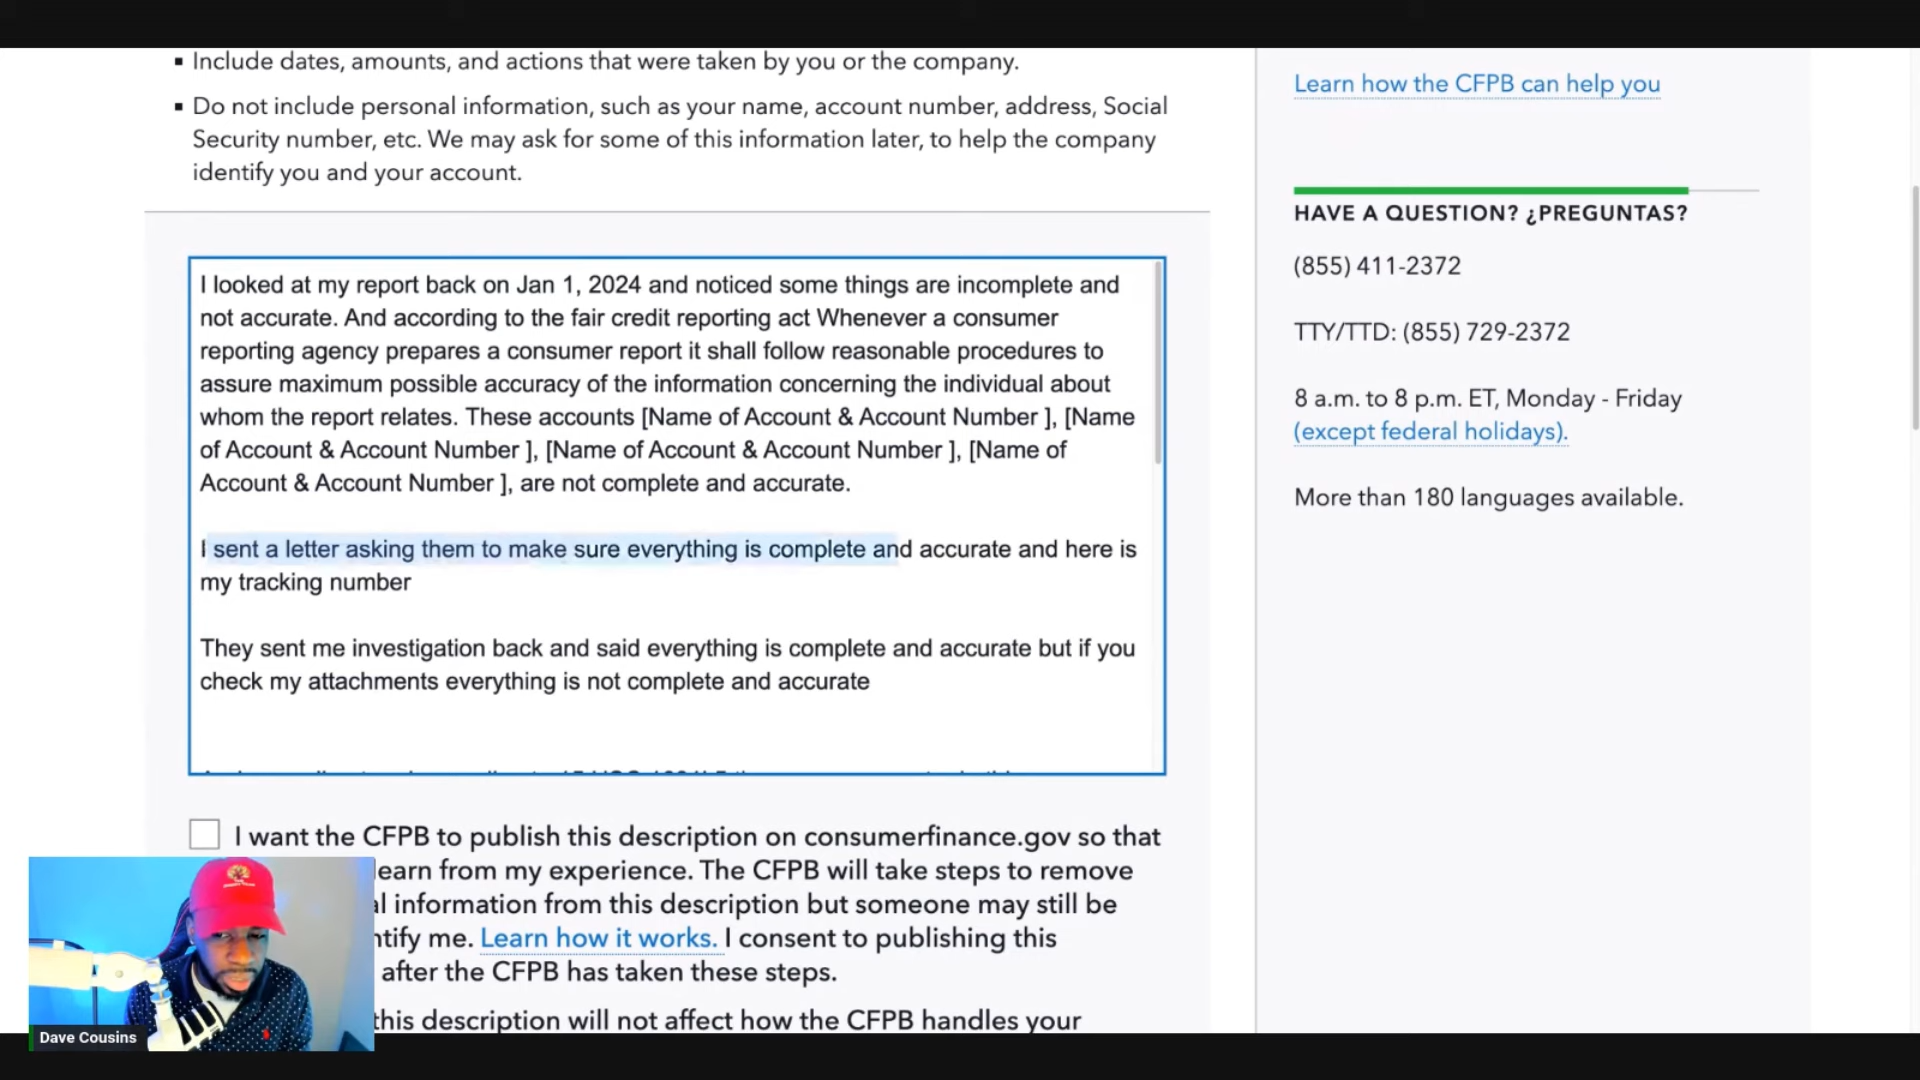 Include dates, amounts, and actions that were taken by you or the company.
Do not include personal information, such as your name, account number, address, Social
Security number, etc. We may ask for some of this information later, to help the company
identify you and your account.
I looked at my report back on Jan 1, 2024 and noticed some things are incomplete and
not accurate. And according to the fair credit reporting act Whenever a consumer
reporting agency prepares a consumer report it shall follow reasonable procedures to
assure maximum possible accuracy of the information concerning the individual about
whom the report relates. These accounts [Name of Account & Account Number ], [Name
of Account & Account Number ], [Name of Account & Account Number ], [Name of
Account & Account Number ], are not complete and accurate.
I sent a letter asking them to make sure everything is complete and accurate and here is
my tracking number
They sent me investigation back and said everything is complete and accurate but if you
check my attachments everything is not complete and accurate
I want the CFPB to publish this description on consumerfinance.gov so that
learn from my experience. The CFPB will take steps to remove
information from this description but someone may still be
me. Learn how it works. I consent to publishing this
after the CFPB has taken these steps.
this description will not affect how the CFPB handles your
Dave Cousins
Learn how the CFPB can help you
HAVE A QUESTION? ¿PREGUNTAS?
(855) 411-2372
TTY/TTD: (855) 729-2372
8 a.m. to 8 p.m. ET, Monday - Friday
(except federal holidays).
More than 180 languages available.